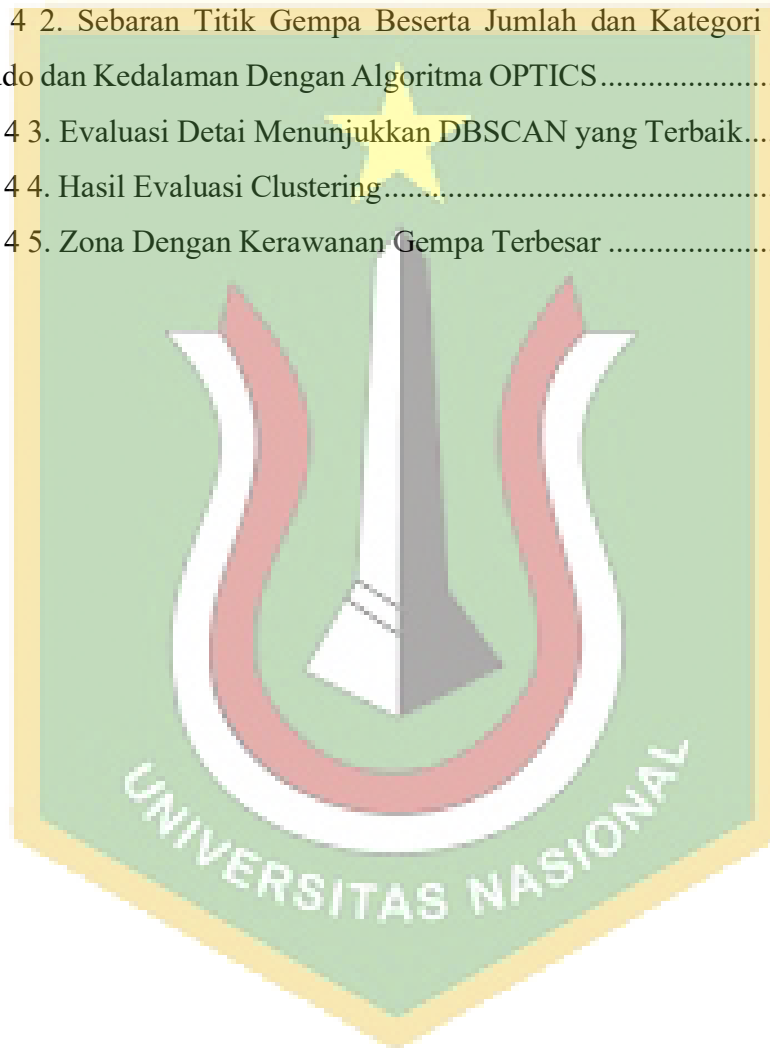 4 2. Sebaran Titik Gempa Beserta Jumlah dan Kategori
dan Kedalaman Dengan Algoritma OPTICS....................
4 3. Evaluasi Detai Menunjukkan DBSCAN yang Terbaik...
4 4. Hasil Evaluasi Clustering..............................................
4 5. Zona Dengan Kerawanan Gempa Terbesar ...................
UNIVERSITAS NASIONAL